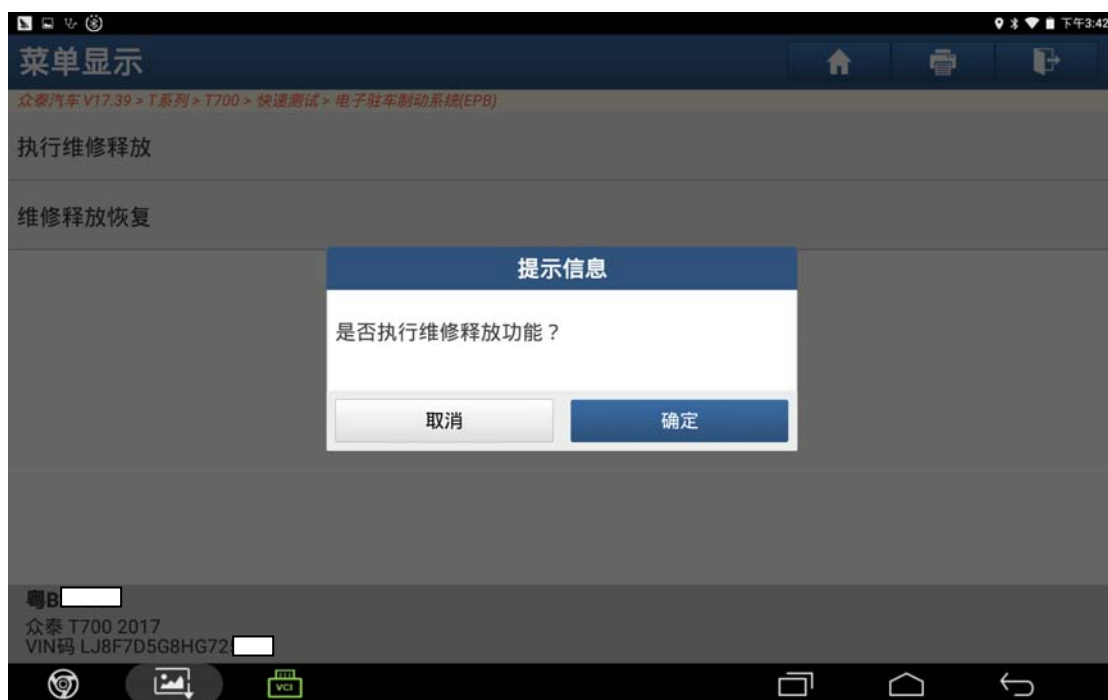 下午3:42
菜单显示
众泰汽车 V17.39 > T系列 > T700 > 快速测试 > 电子驻车制动系统(EPB)
执行维修释放
维修释放恢复
提示信息
是否执行维修释放功能？
取消 确定
粤B
众泰 T700 2017
VIN码 LJ8F7D5G8HG72
VCI